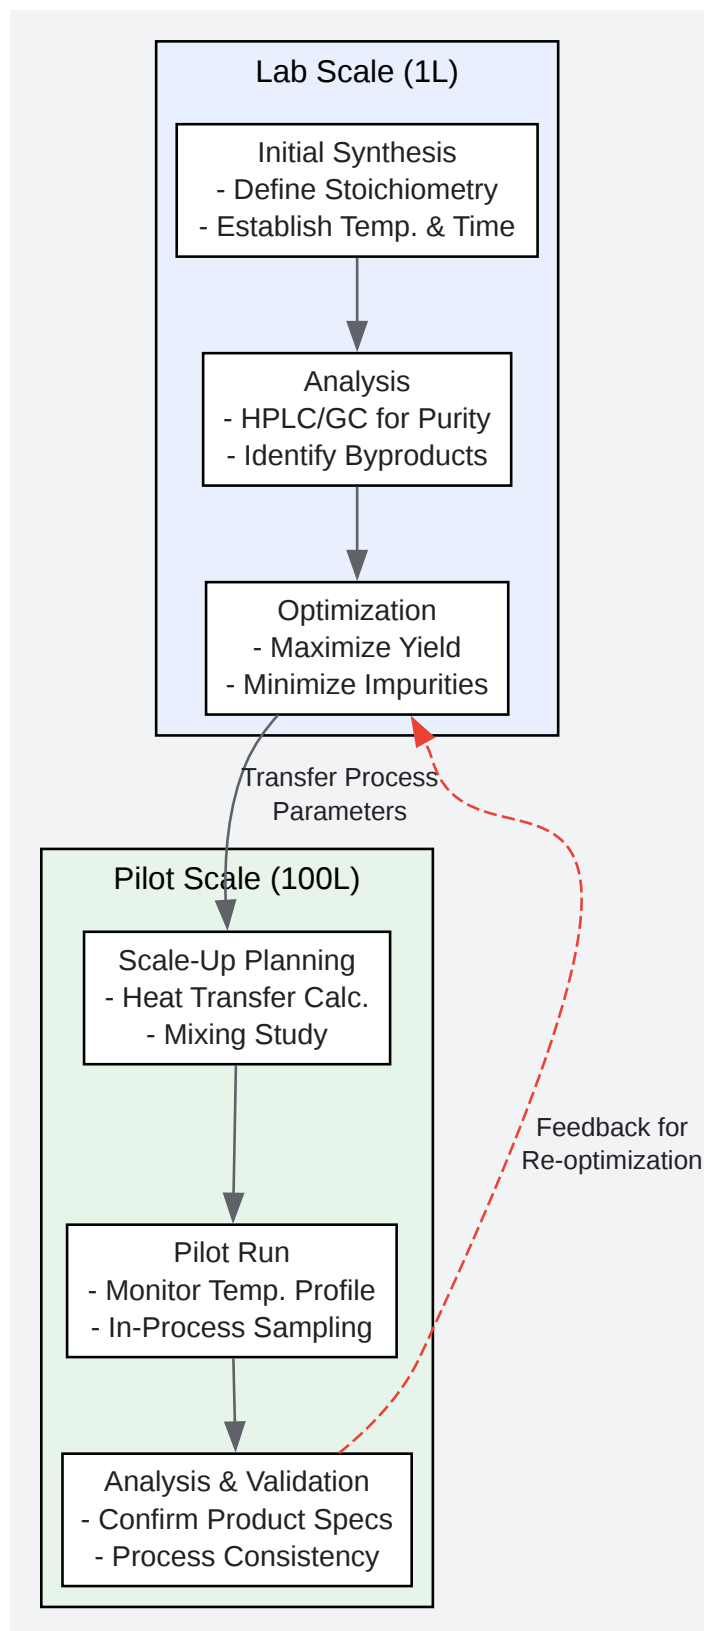 Lab Scale (1L)
Initial Synthesis
- Define Stoichiometry
- Establish Temp. & Time
Analysis
- HPLC/GC for Purity
- Identify Byproducts
Optimization
- Maximize Yield
- Minimize Impurities
Transfer Process
Parameters
Pilot Scale (100L)
Scale-Up Planning
- Heat Transfer Calc.
- Mixing Study
Feedback for
Re-optimization
Pilot Run
- Monitor Temp. Profile
- In-Process Sampling
Analysis & Validation
- Confirm Product Specs
- Process Consistency